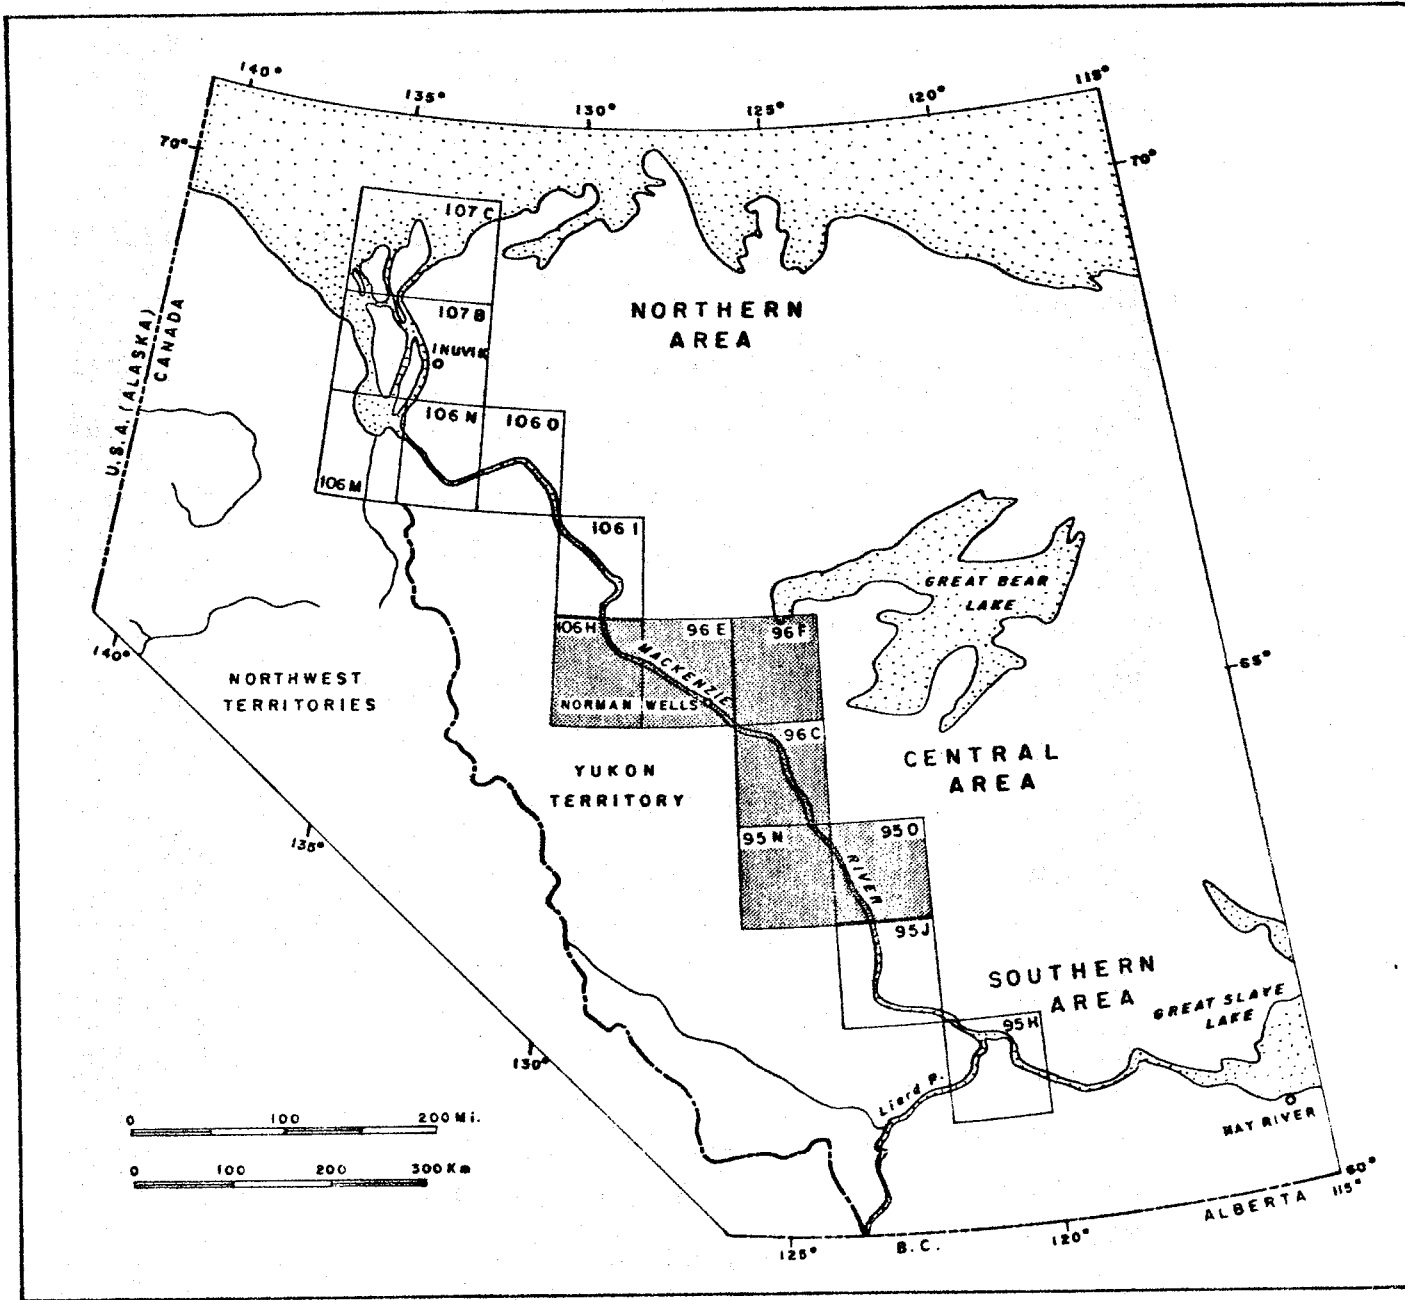 140°
135°
130°
125°
120°
115°
70°
70°
107 C
NORTHERN
AREA
107 B
INUVIK
U.S.A. (ALASKA)
CANADA
106 N
106 O
106 M
106 I
GREAT BEAR
LAKE
106 H
96 E
96 F
MACKENZIE
140°
65°
NORTHWEST
TERRITORIES
NORMAN WELLS
96 C
CENTRAL
AREA
YUKON
TERRITORY
95 N
95 O
RIVER
135°
95 J
SOUTHERN
AREA
GREAT SLAVE
LAKE
95 H
130°
Liard R.
HAY RIVER
0 100 200 Mi.
0 100 200 300 Km
60°
115°
ALBERTA
120°
B.C.
125°